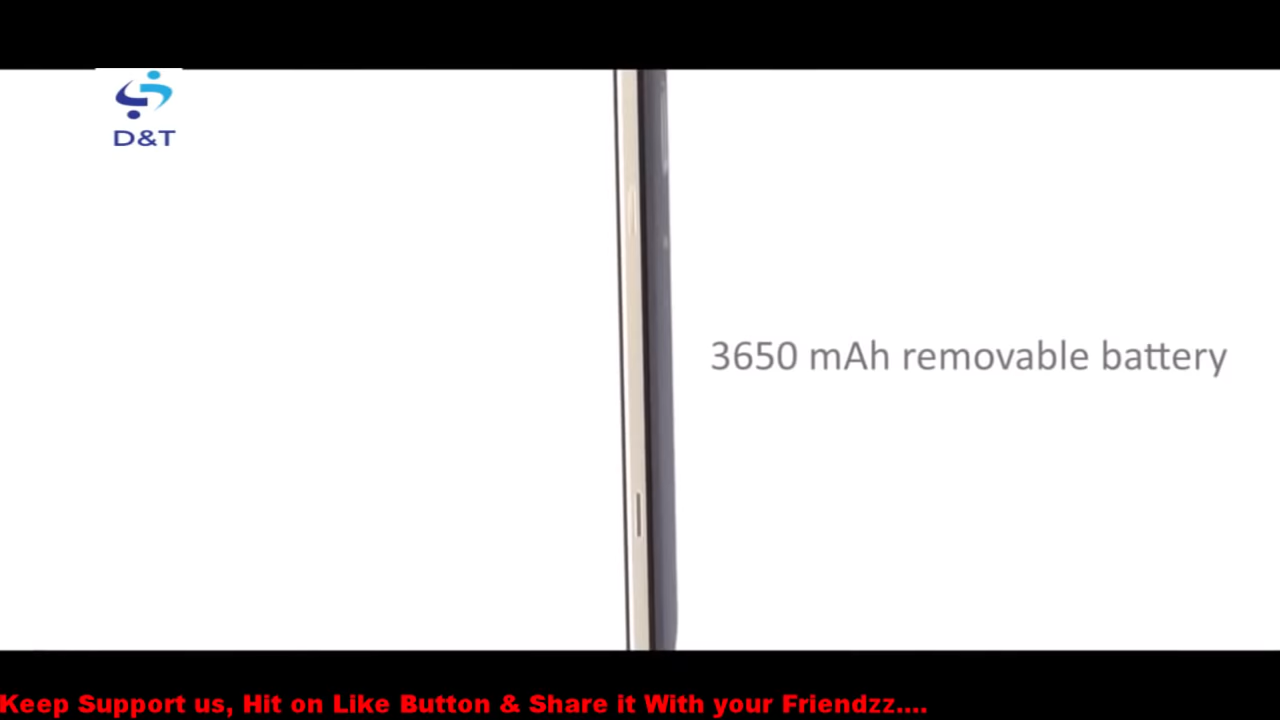 D&T
3650 mAh removable battery
Keep Support us, Hit on Like Button & Share it With your Friendzz....